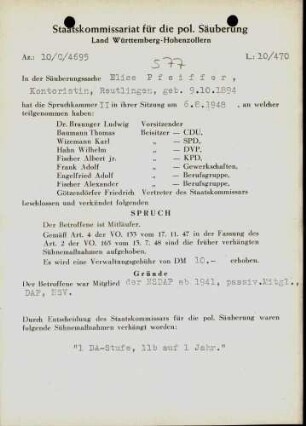 Staatskommissariat für die pol. Säuberung
Land Württemberg-Hohenzollern
Az.: 10/C/4695 L: 10/470
577
In der Säuberungssache Elise Pfeiffer,
Kontoristin, Reutlingen, geb. 9.10.1894
hat die Spruchkammer II in ihrer Sitzung am 6.8.1948, an welcher
teilgenommen haben:
Dr. Braunger Ludwig Vorsitzender
Baumann Thomas Beisitzer — CDU,
Wizemann Karl „ — SPD,
Hahn Wilhelm „ — DVP,
Fischer Albert jr. „ — KPD,
Frank Adolf „ — Gewerkschaften,
Engelfried Adolf „ — Berufsgruppe,
Fischer Alexander „ — Berufsgruppe,
Gützendörfer Friedrich Vertreter des Staatskommissars
beschlossen und verkündet folgenden
SPRUCH
Der Betroffene ist Mitläufer.
Gemäß Art. 4 der VO. 133 vom 17. 11. 47 in der Fassung des
Art. 2 der VO. 165 vom 13. 7. 48 sind die früher verhängten
Sühnemaßnahmen aufgehoben.
Es wird eine Verwaltungsgebühr von DM 10.— erhoben.
Gründe
Der Betroffene war Mitglied der NSDAP ab 1941, passiv.Mitgl.,
DAF, NSV.
Durch Entscheidung des Staatskommissars für die pol. Säuberung waren
folgende Sühnemaßnahmen verhängt worden:
"1 DA-Stufe, 11b auf 1 Jahr."